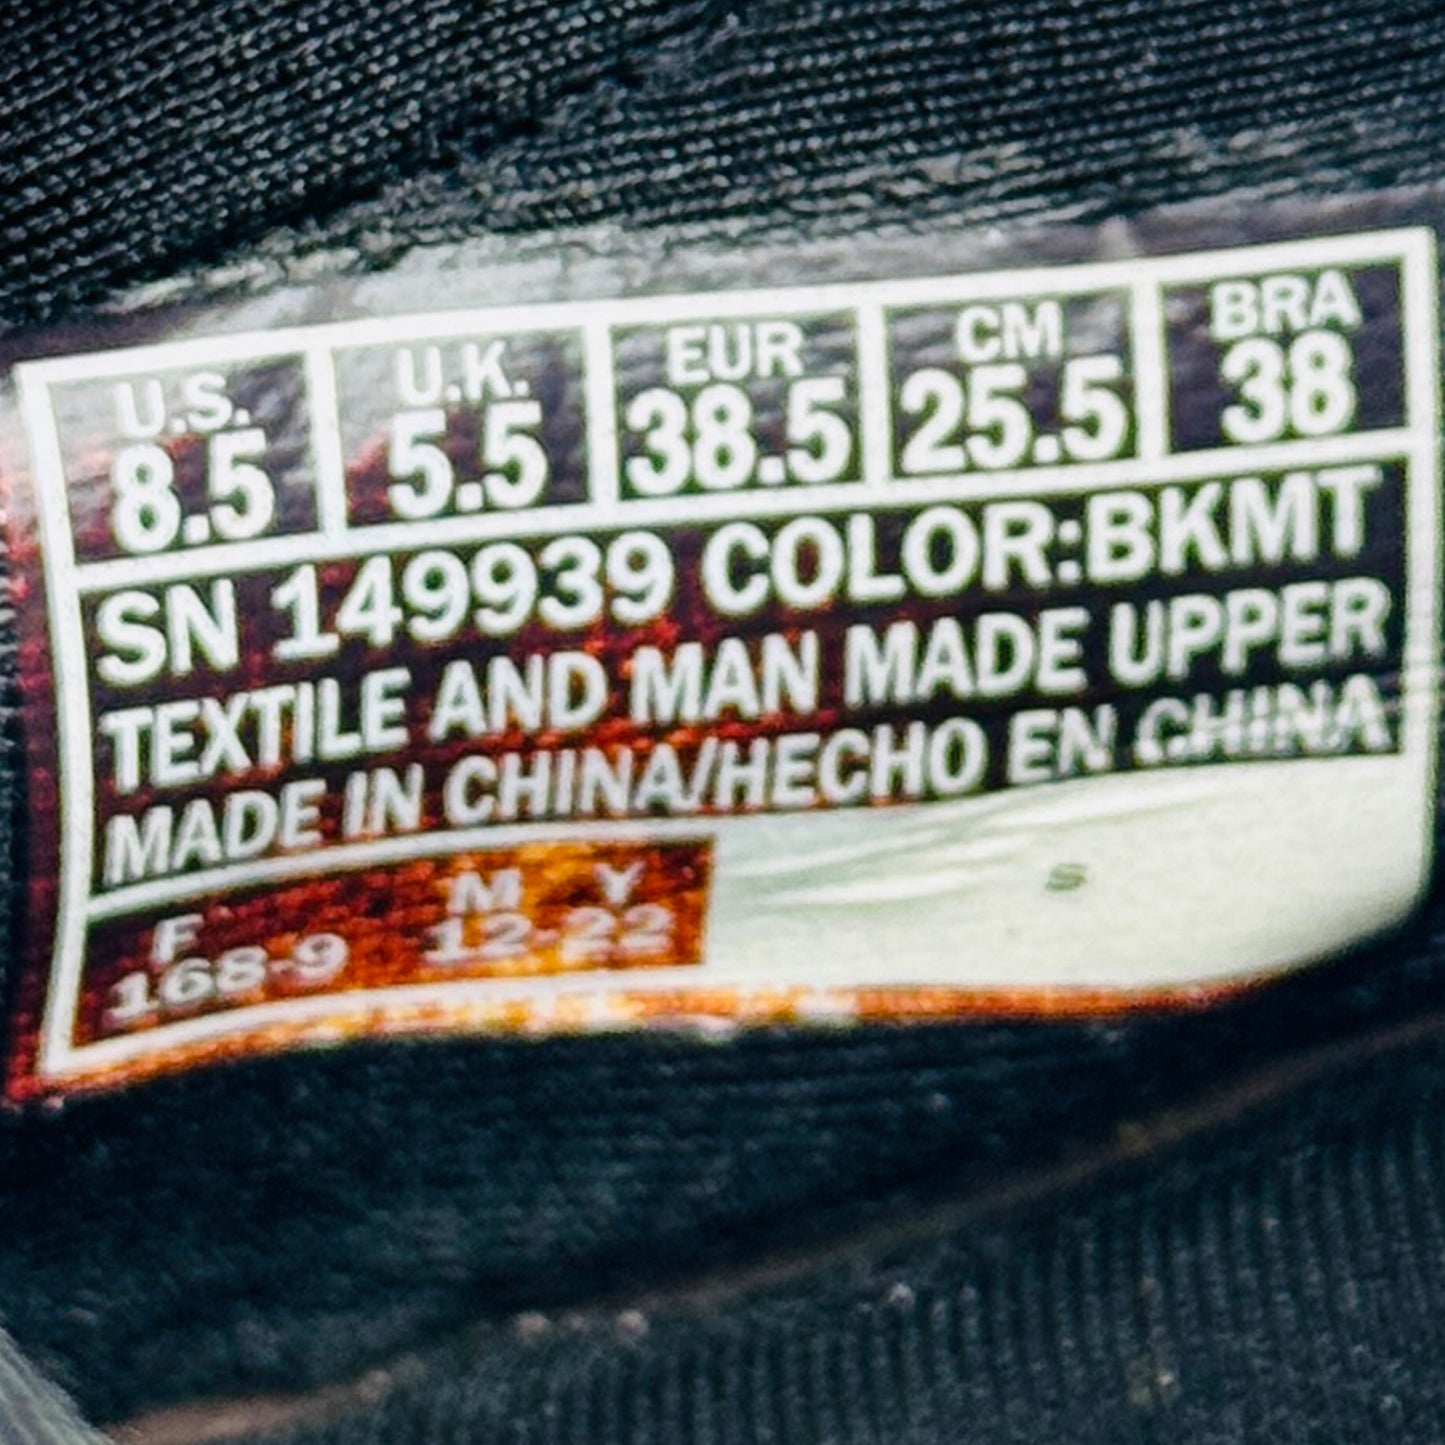 U.S. U.K. EUR CM BRA
8.5 5.5 38.5 25.5 38
SN 149939 COLOR:BKMT
TEXTILE AND MAN MADE UPPER
MADE IN CHINA/HECHO EN CHINA
F M Y
168-9 12-22
S